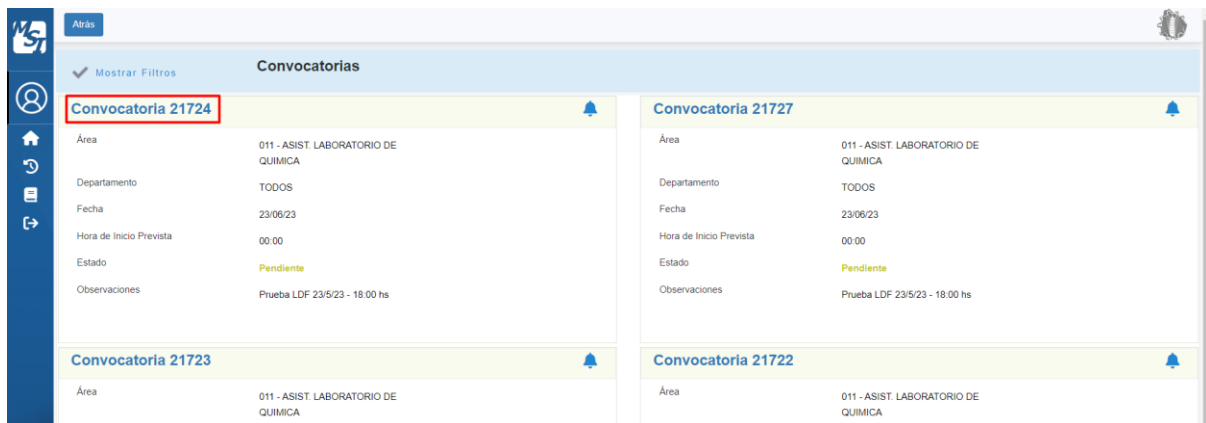 MST
Atrás
Mostrar Filtros
Convocatorias
Convocatoria 21724
Área
011 - ASIST. LABORATORIO DE
QUIMICA
Departamento
TODOS
Fecha
23/06/23
Hora de Inicio Prevista
00:00
Estado
Pendiente
Observaciones
Prueba LDF 23/5/23 - 18:00 hs
Convocatoria 21727
Área
011 - ASIST. LABORATORIO DE
QUIMICA
Departamento
TODOS
Fecha
23/06/23
Hora de Inicio Prevista
00:00
Estado
Pendiente
Observaciones
Prueba LDF 23/5/23 - 18:00 hs
Convocatoria 21723
Área
011 - ASIST. LABORATORIO DE
QUIMICA
Convocatoria 21722
Área
011 - ASIST. LABORATORIO DE
QUIMICA